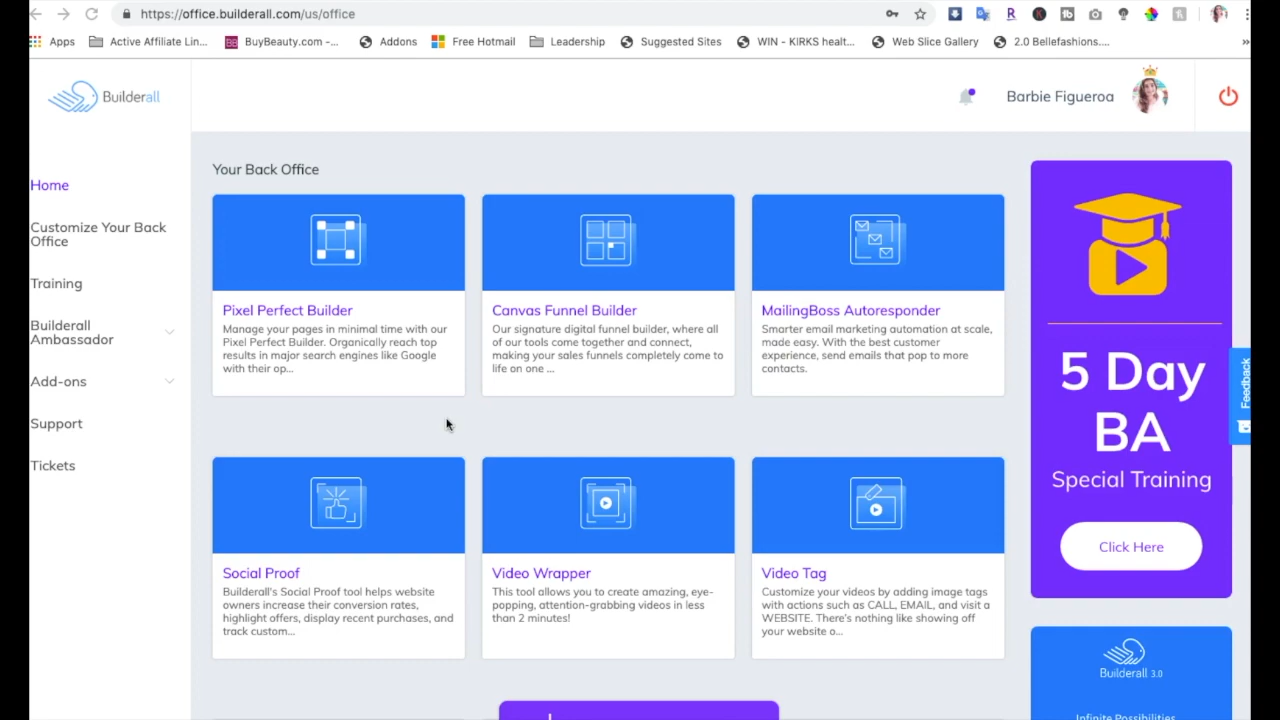 https://office.builderall.com/us/office
Apps
Active Affiliate Lin...
BuyBeauty.com -...
Addons
Free Hotmail
Leadership
Suggested Sites
WIN - KIRKS healt...
Web Slice Gallery
2.0 Bellefashions....
»
Builderall
Barbie Figueroa
Home
Customize Your Back
Office
Training
Builderall
Ambassador
Add-ons
Support
Tickets
Your Back Office
Pixel Perfect Builder
Manage your pages in minimal time with our
Pixel Perfect Builder. Organically reach top
results in major search engines like Google
with their op...
Canvas Funnel Builder
Our signature digital funnel builder, where all
of our tools come together and connect,
making your sales funnels completely come to
life on one ...
MailingBoss Autoresponder
Smarter email marketing automation at scale,
made easy. With the best customer
experience, send emails that pop to more
contacts.
Social Proof
Builderall's Social Proof tool helps website
owners increase their conversion rates,
highlight offers, display recent purchases, and
track custom...
Video Wrapper
This tool allows you to create amazing, eye-
popping, attention-grabbing videos in less
than 2 minutes!
Video Tag
Customize your videos by adding image tags
with actions such as CALL, EMAIL, and visit a
WEBSITE. There's nothing like showing off
your website o...
5 Day
BA
Special Training
Click Here
Feedback
Builderall 3.0
Infinite Possibilities